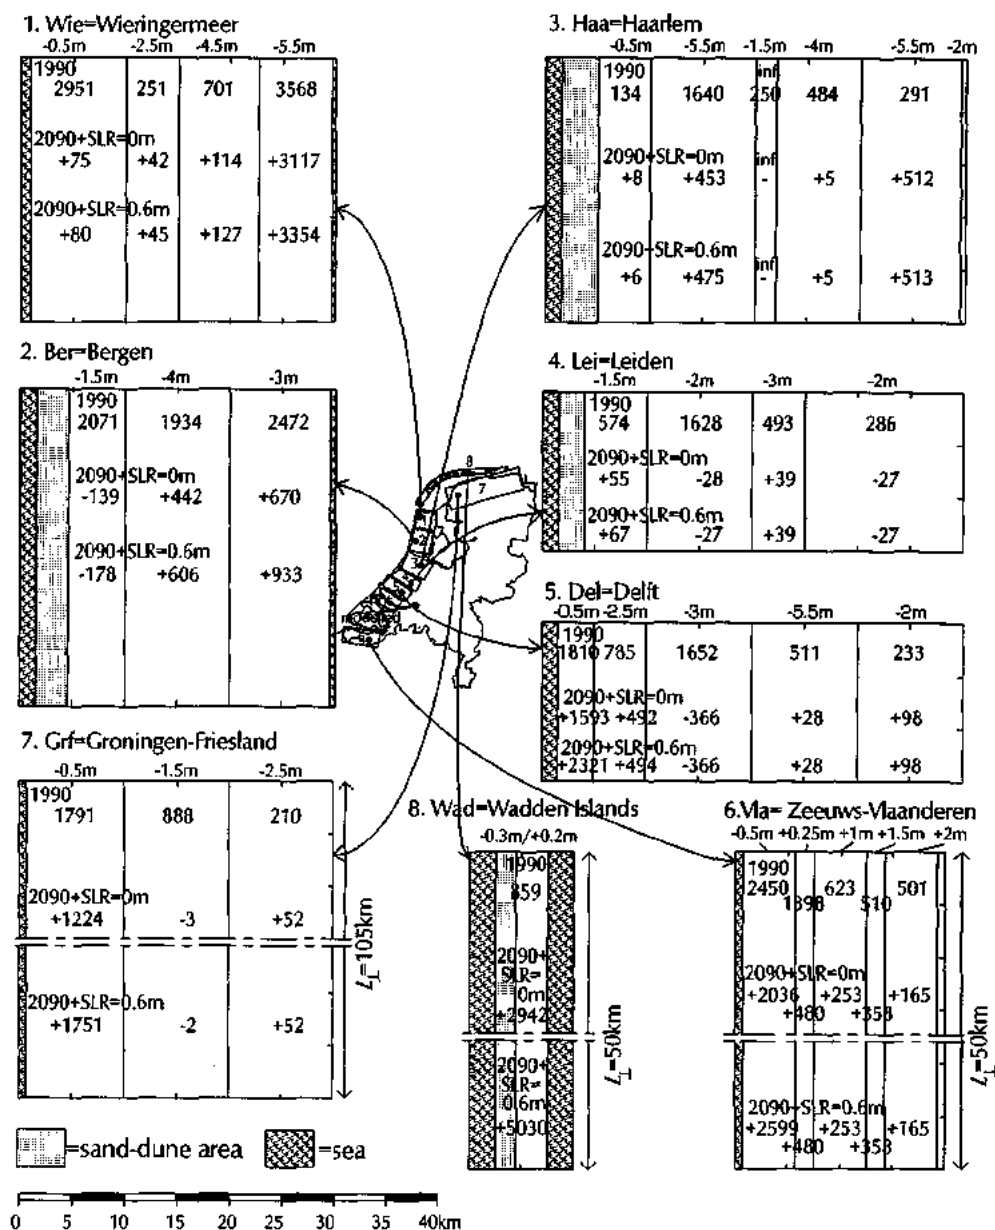 1. Wie=Wieringermeer
-0.5m -2.5m -4.5m -5.5m
1990
2951 251 701 3568
2090+SLR=0m
+75 +42 +114 +3117
2090+SLR=0.6m
+80 +45 +127 +3354
3. Haa=Haarlem
-0.5m -5.5m -1.5m -4m -5.5m -2m
1990 inf
134 1640 250 484 291
2090+SLR=0m inf
+8 +453 - +5 +512
2090+SLR=0.6m inf
+6 +475 - +5 +513
2. Ber=Bergen
-1.5m -4m -3m
1990
2071 1934 2472
2090+SLR=0m
-139 +442 +670
2090+SLR=0.6m
-178 +606 +933
4. Lei=Leiden
-1.5m -2m -3m -2m
1990
574 1628 493 286
2090+SLR=0m
+55 -28 +39 -27
2090+SLR=0.6m
+67 -27 +39 -27
8
7
5. Del=Delft
-0.5m -2.5m -3m -5.5m -2m
1990
1810 785 1652 511 233
2090+SLR=0m
+1593 +492 -366 +28 +98
2090+SLR=0.6m
+2321 +494 -366 +28 +98
7. Grf=Groningen-Friesland
-0.5m -1.5m -2.5m
1990
1791 888 210
2090+SLR=0m
+1224 -3 +52
2090+SLR=0.6m
+1751 -2 +52
L⊥=105km
8. Wad=Wadden Islands
-0.3m/+0.2m
1990
859
2090+
SLR=
0m
+2942
2090+
SLR=
0.6m
+5030
L⊥=50km
6.Vla= Zeeuws-Vlaanderen
-0.5m +0.25m +1m +1.5m +2m
1990
2450 623 501
1898 510
2090+SLR=0m
+2036 +253 +165
+480 +358
2090+SLR=0.6m
+2599 +253 +165
+480 +358
L⊥=50km
=sand-dune area =sea
0 5 10 15 20 25 30 35 40km